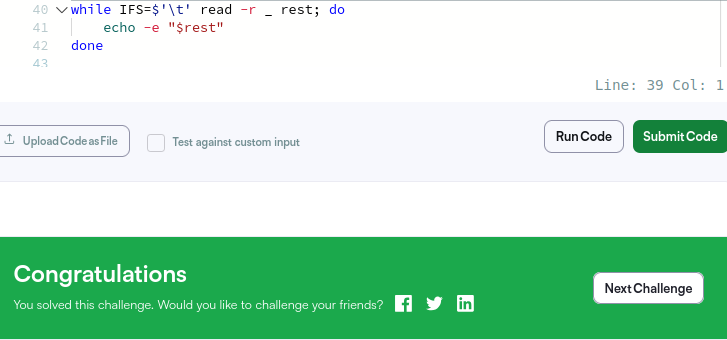 40 while IFS=$'\t' read -r _ rest; do
41 echo -e "$rest"
42 done
43
Line: 39 Col: 1
Upload Code as File
Test against custom input
Run Code
Submit Code
Congratulations
You solved this challenge. Would you like to challenge your friends?
Next Challenge